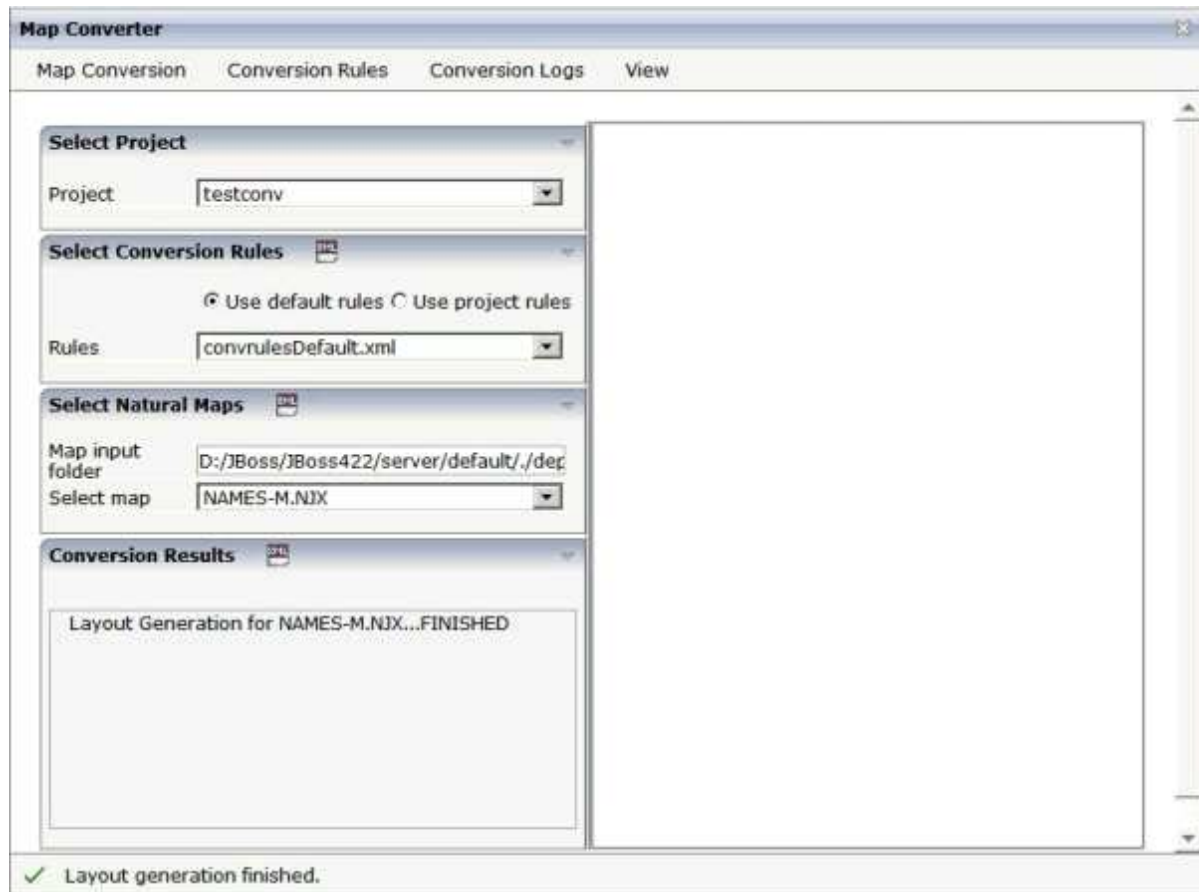 Map Converter
Map Conversion Conversion Rules Conversion Logs View
Select Project
Project testconv
Select Conversion Rules
Use default rules Use project rules
Rules convrulesDefault.xml
Select Natural Maps
Map input
folder D:/JBoss/JBoss422/server/default/./dep
Select map NAMES-M.NJX
Conversion Results
Layout Generation for NAMES-M.NJX...FINISHED
Layout generation finished.